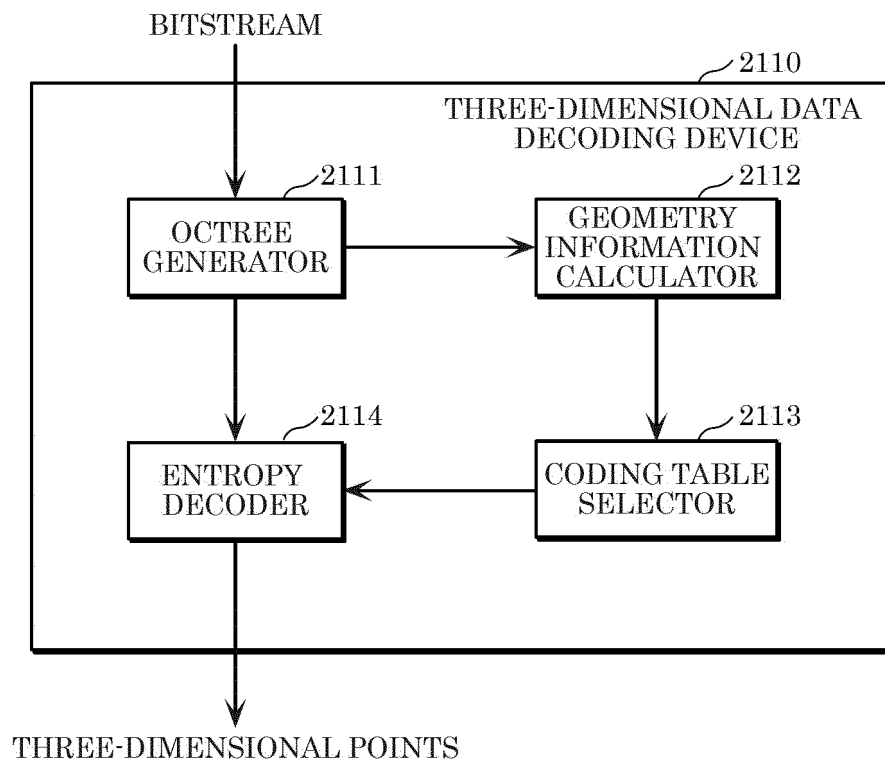 BITSTREAM
2110
THREE-DIMENSIONAL DATA
DECODING DEVICE
2111
OCTREE
GENERATOR
2112
GEOMETRY
INFORMATION
CALCULATOR
2114
ENTROPY
DECODER
2113
CODING TABLE
SELECTOR
THREE-DIMENSIONAL POINTS